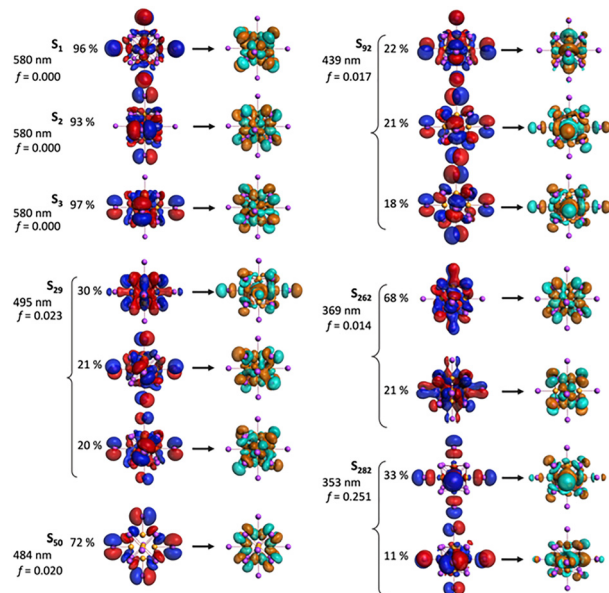 S1 96 %
580 nm
f = 0.000
S2 93 %
580 nm
f = 0.000
S3 97 %
580 nm
f = 0.000
S29 30 %
495 nm
f = 0.023
21 %
20 %
S50 72 %
484 nm
f = 0.020
S92 22 %
439 nm
f = 0.017
21 %
18 %
S262 68 %
369 nm
f = 0.014
21 %
S282 33 %
353 nm
f = 0.251
11 %